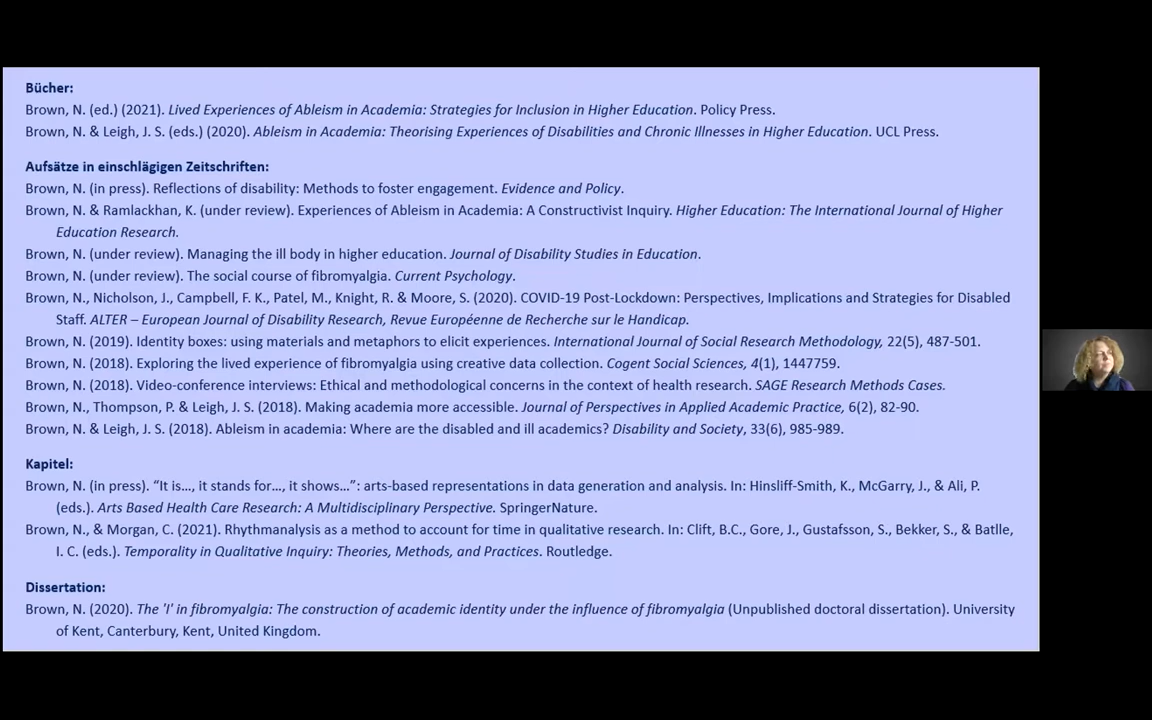 Bücher:
Brown, N. (ed.) (2021). Lived Experiences of Ableism in Academia: Strategies for Inclusion in Higher Education. Policy Press.
Brown, N. & Leigh, J. S. (eds.) (2020). Ableism in Academia: Theorising Experiences of Disabilities and Chronic Illnesses in Higher Education. UCL Press.
Aufsätze in einschlägigen Zeitschriften:
Brown, N. (in press). Reflections of disability: Methods to foster engagement. Evidence and Policy.
Brown, N. & Ramlackhan, K. (under review). Experiences of Ableism in Academia: A Constructivist Inquiry. Higher Education: The International Journal of Higher
Education Research.
Brown, N. (under review). Managing the ill body in higher education. Journal of Disability Studies in Education.
Brown, N. (under review). The social course of fibromyalgia. Current Psychology.
Brown, N., Nicholson, J., Campbell, F. K., Patel, M., Knight, R. & Moore, S. (2020). COVID-19 Post-Lockdown: Perspectives, Implications and Strategies for Disabled
Staff. ALTER – European Journal of Disability Research, Revue Européenne de Recherche sur le Handicap.
Brown, N. (2019). Identity boxes: using materials and metaphors to elicit experiences. International Journal of Social Research Methodology, 22(5), 487-501.
Brown, N. (2018). Exploring the lived experience of fibromyalgia using creative data collection. Cogent Social Sciences, 4(1), 1447759.
Brown, N. (2018). Video-conference interviews: Ethical and methodological concerns in the context of health research. SAGE Research Methods Cases.
Brown, N., Thompson, P. & Leigh, J. S. (2018). Making academia more accessible. Journal of Perspectives in Applied Academic Practice, 6(2), 82-90.
Brown, N. & Leigh, J. S. (2018). Ableism in academia: Where are the disabled and ill academics? Disability and Society, 33(6), 985-989.
Kapitel:
Brown, N. (in press). “It is…, it stands for…, it shows…”: arts-based representations in data generation and analysis. In: Hinsliff-Smith, K., McGarry, J., & Ali, P.
(eds.). Arts Based Health Care Research: A Multidisciplinary Perspective. SpringerNature.
Brown, N., & Morgan, C. (2021). Rhythmanalysis as a method to account for time in qualitative research. In: Clift, B.C., Gore, J., Gustafsson, S., Bekker, S., & Batlle,
I. C. (eds.). Temporality in Qualitative Inquiry: Theories, Methods, and Practices. Routledge.
Dissertation:
Brown, N. (2020). The 'I' in fibromyalgia: The construction of academic identity under the influence of fibromyalgia (Unpublished doctoral dissertation). University
of Kent, Canterbury, Kent, United Kingdom.